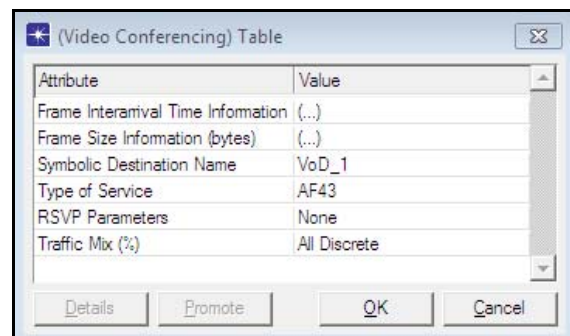 (Video Conferencing) Table
Attribute Value
Frame Interarrival Time Information (...)
Frame Size Information (bytes) (...)
Symbolic Destination Name VoD_1
Type of Service AF43
RSVP Parameters None
Traffic Mix (%) All Discrete
Details Promote OK Cancel